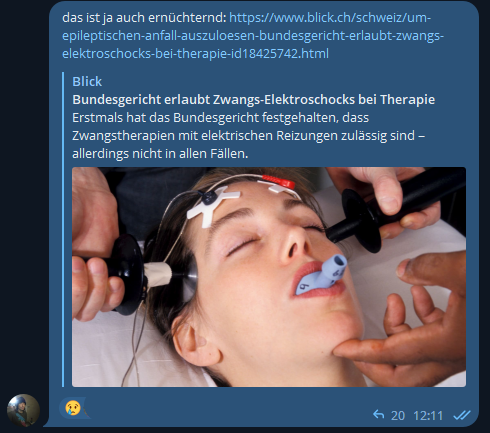 das ist ja auch ernüchternd: https://www.blick.ch/schweiz/um-
epileptischen-anfall-auszuloesen-bundesgericht-erlaubt-zwangs-
elektroschocks-bei-therapie-id18425742.html
Blick
Bundesgericht erlaubt Zwangs-Elektroschocks bei Therapie
Erstmals hat das Bundesgericht festgehalten, dass
Zwangstherapien mit elektrischen Reizungen zulässig sind –
allerdings nicht in allen Fällen.
20 12:11